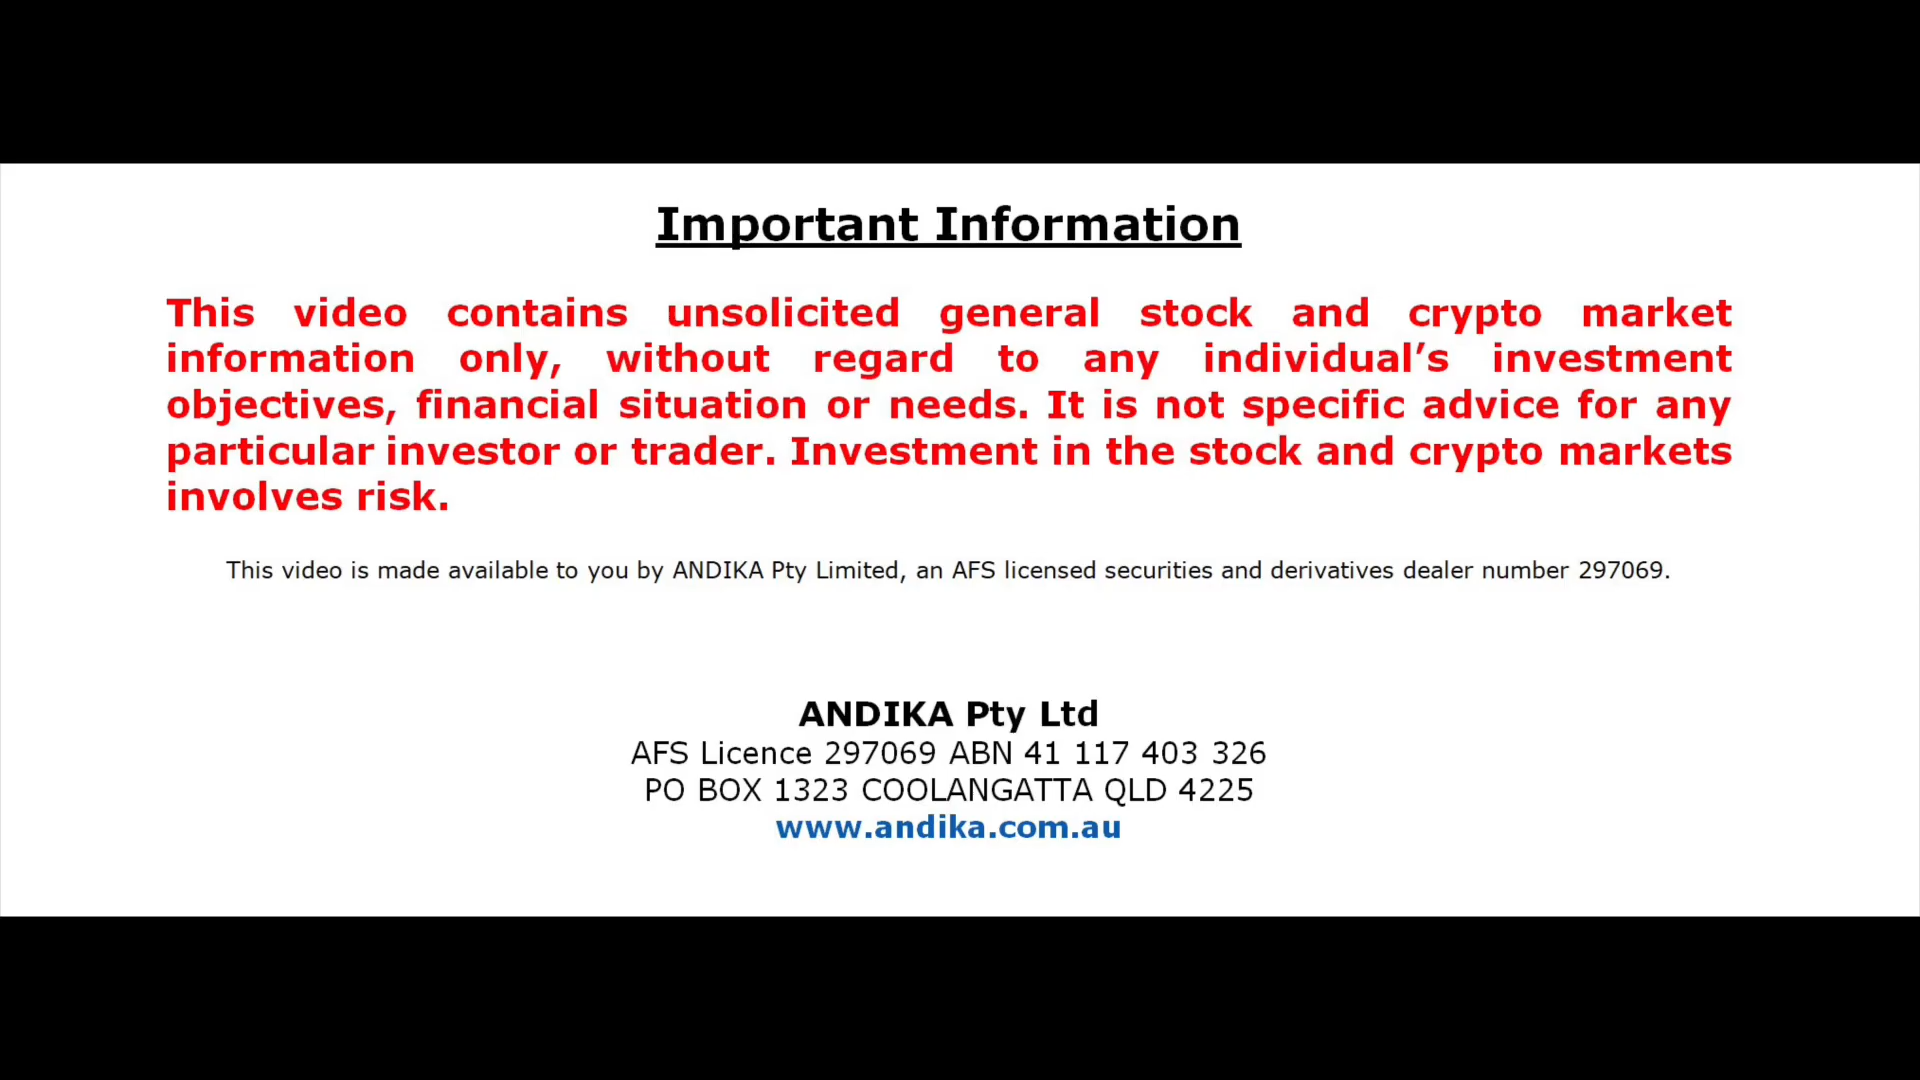 Important Information
This video contains unsolicited general stock and crypto market
information only, without regard to any individual’s investment
objectives, financial situation or needs. It is not specific advice for any
particular investor or trader. Investment in the stock and crypto markets
involves risk.
This video is made available to you by ANDIKA Pty Limited, an AFS licensed securities and derivatives dealer number 297069.
ANDIKA Pty Ltd
AFS Licence 297069 ABN 41 117 403 326
PO BOX 1323 COOLANGATTA QLD 4225
www.andika.com.au